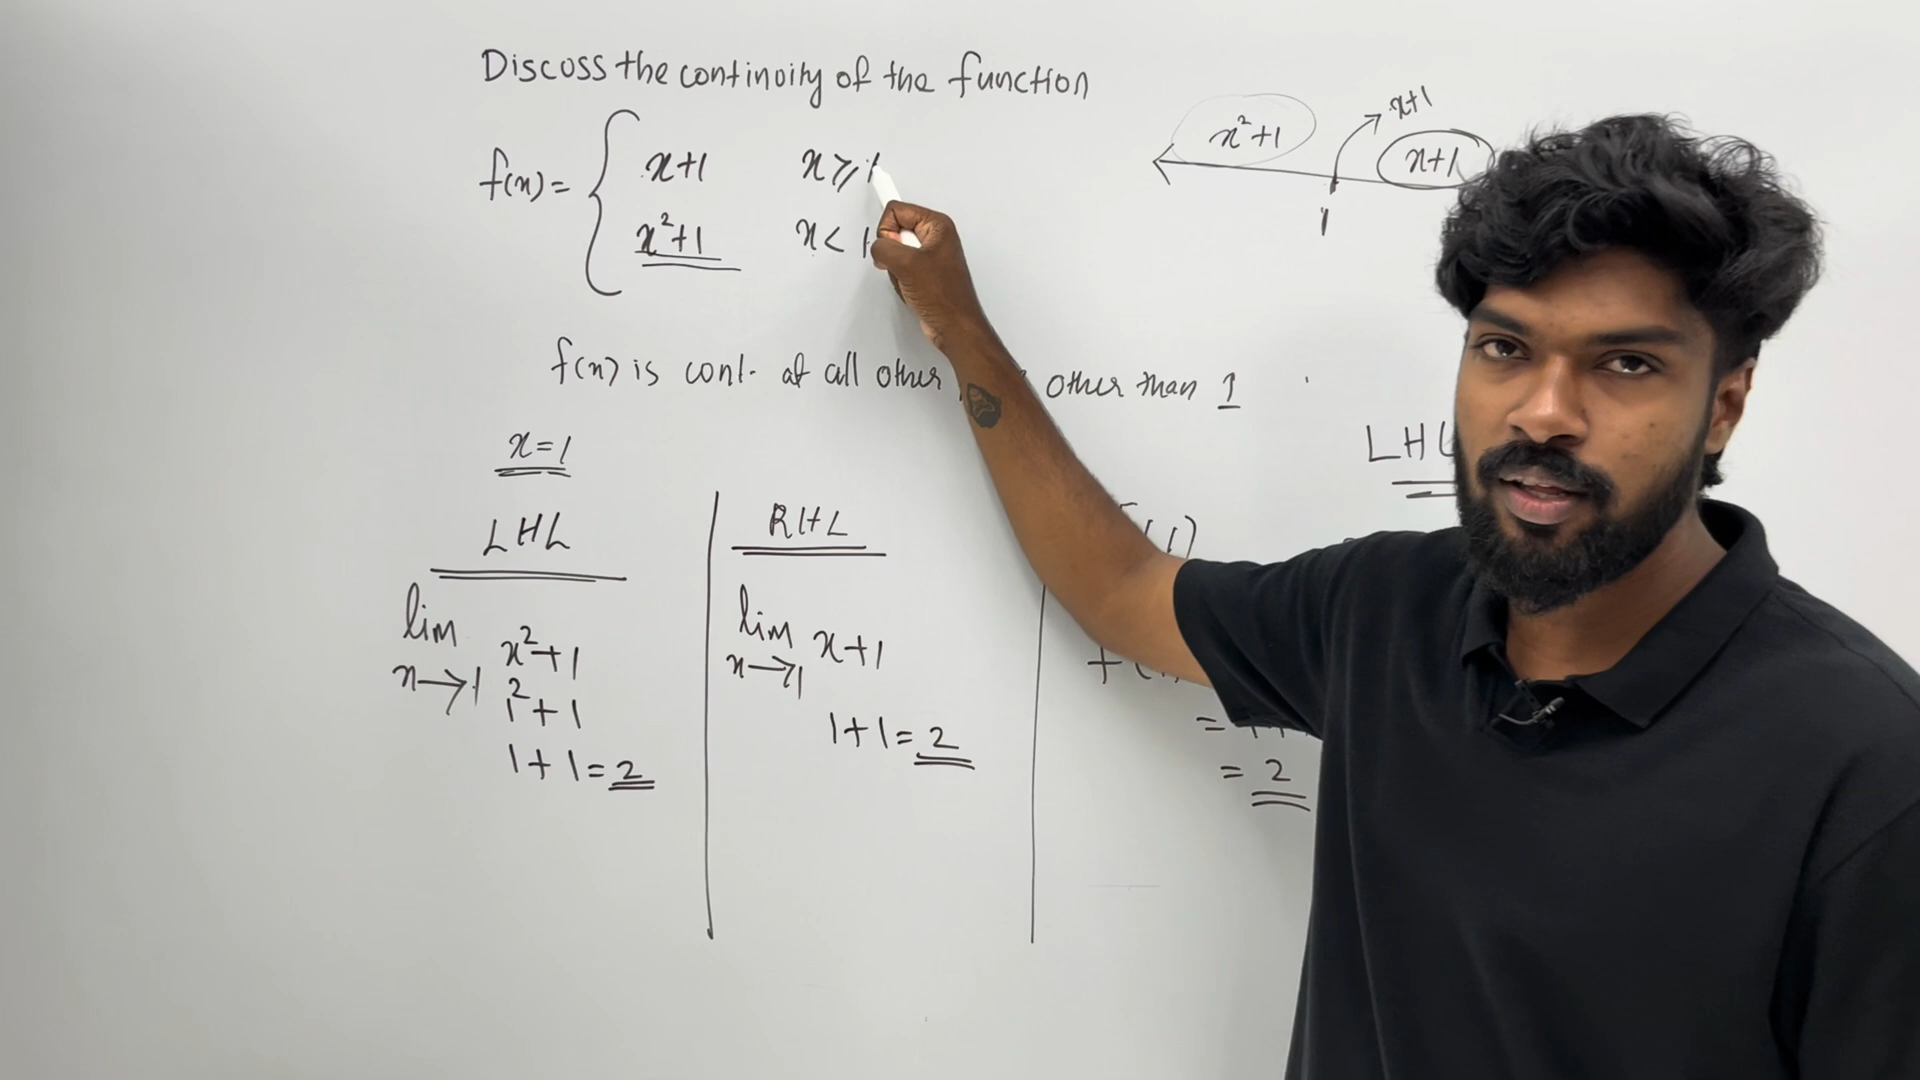 Discuss the continuity of the function
f(x) = { x+1 x ⩾ 1
x²+1 x < 1
x²+1 x+1 x+1
1
f(x) is cont. at all other other than 1
x=1
LHL RHL
lim x→1 x²+1
1²+1
1+1=2
lim x→1 x+1
1+1=2
= 2